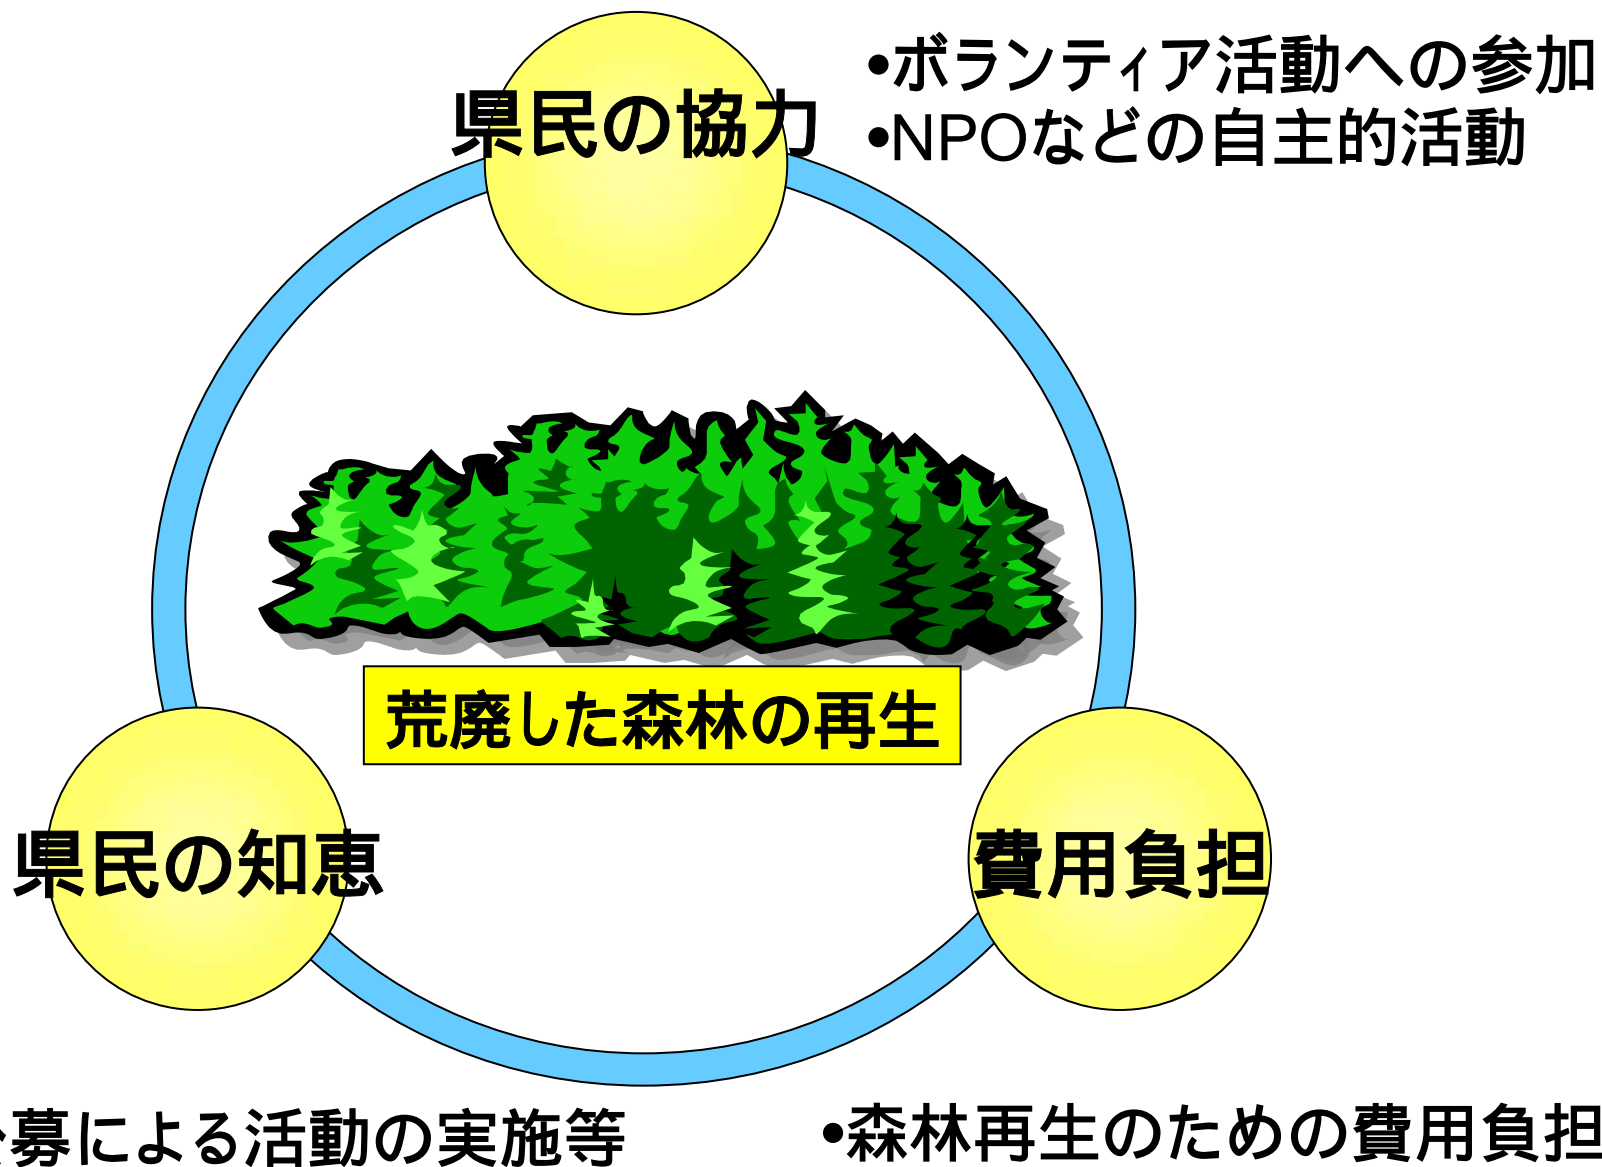 県民の協力
•ボランティア活動への参加
•NPOなどの自主的活動
荒廃した森林の再生
県民の知恵
費用負担
募による活動の実施等
•森林再生のための費用負担